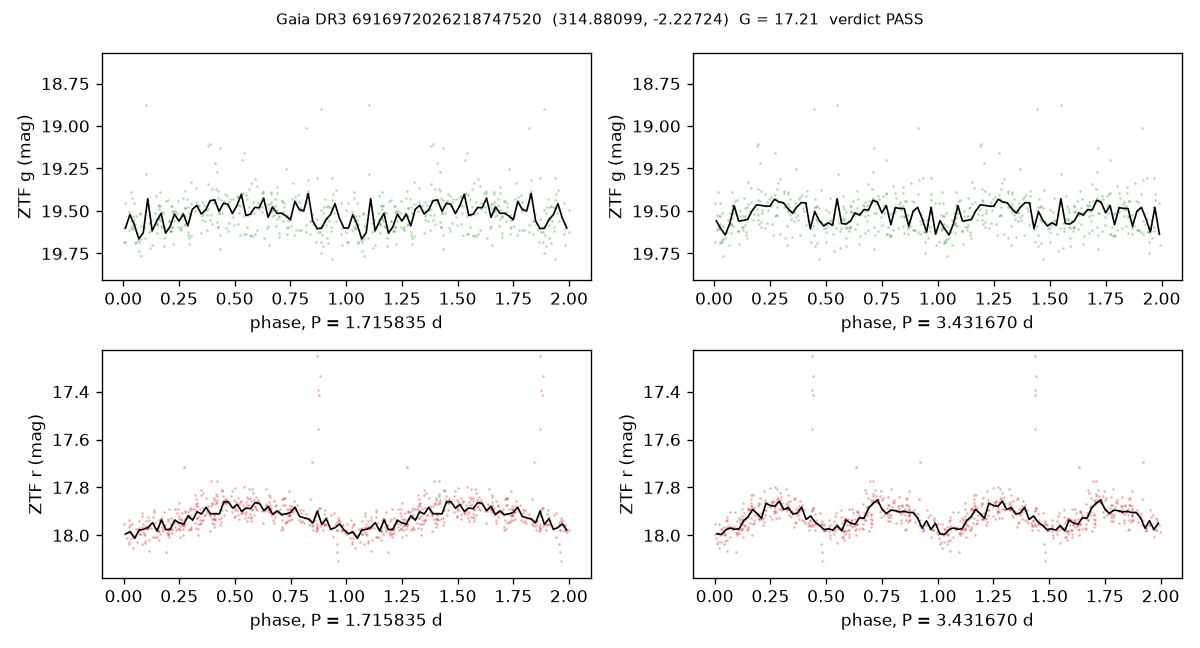 Gaia DR3 6916972026218747520 (314.88099, -2.22724) G = 17.21 verdict PASS
ZTF g (mag)
18.75
19.00
19.25
19.50
19.75
0.00 0.25 0.50 0.75 1.00 1.25 1.50 1.75 2.00
phase, P = 1.715835 d
ZTF g (mag)
18.75
19.00
19.25
19.50
19.75
0.00 0.25 0.50 0.75 1.00 1.25 1.50 1.75 2.00
phase, P = 3.431670 d
ZTF r (mag)
17.4
17.6
17.8
18.0
0.00 0.25 0.50 0.75 1.00 1.25 1.50 1.75 2.00
phase, P = 1.715835 d
ZTF r (mag)
17.4
17.6
17.8
18.0
0.00 0.25 0.50 0.75 1.00 1.25 1.50 1.75 2.00
phase, P = 3.431670 d